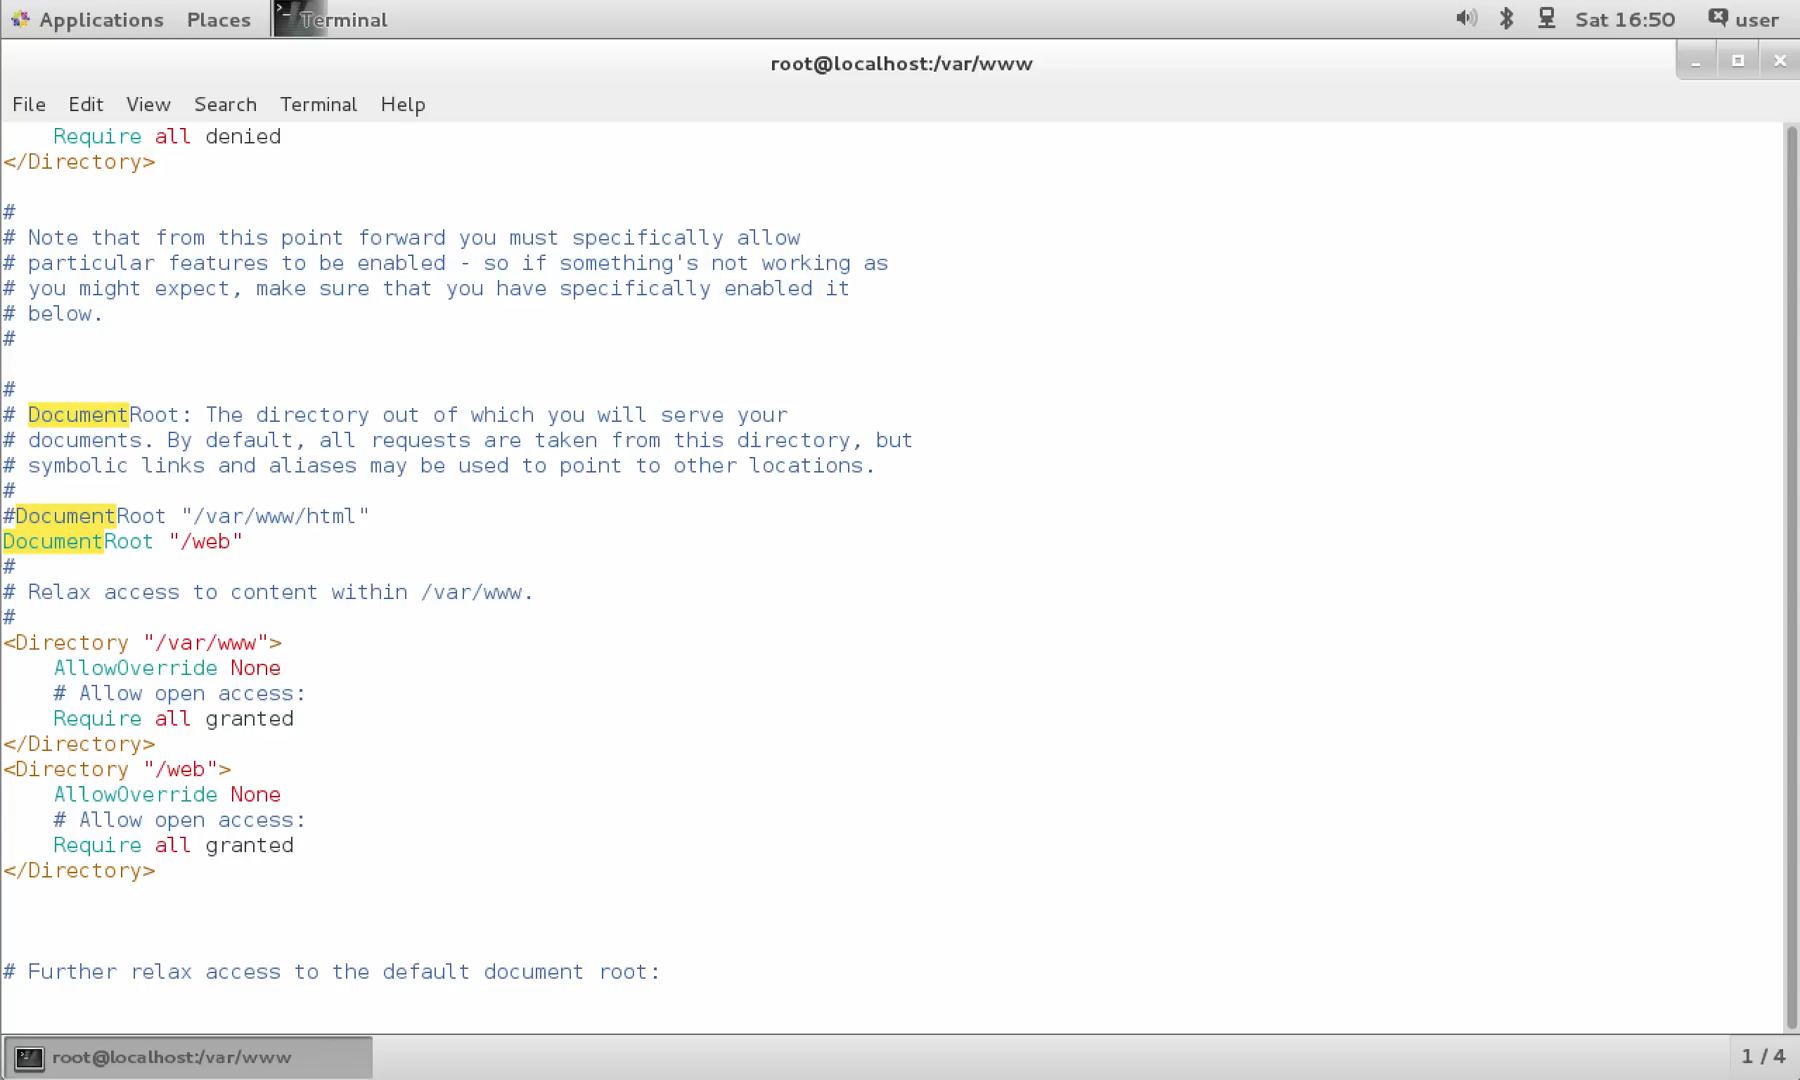 Applications Places Terminal Sat 16:50 user
root@localhost:/var/www
File Edit View Search Terminal Help
Require all denied
</Directory>
#
# Note that from this point forward you must specifically allow
# particular features to be enabled - so if something's not working as
# you might expect, make sure that you have specifically enabled it
# below.
#
#
# DocumentRoot: The directory out of which you will serve your
# documents. By default, all requests are taken from this directory, but
# symbolic links and aliases may be used to point to other locations.
#
#DocumentRoot "/var/www/html"
DocumentRoot "/web"
#
# Relax access to content within /var/www.
#
<Directory "/var/www">
AllowOverride None
# Allow open access:
Require all granted
</Directory>
<Directory "/web">
AllowOverride None
# Allow open access:
Require all granted
</Directory>
# Further relax access to the default document root:
root@localhost:/var/www 1 / 4